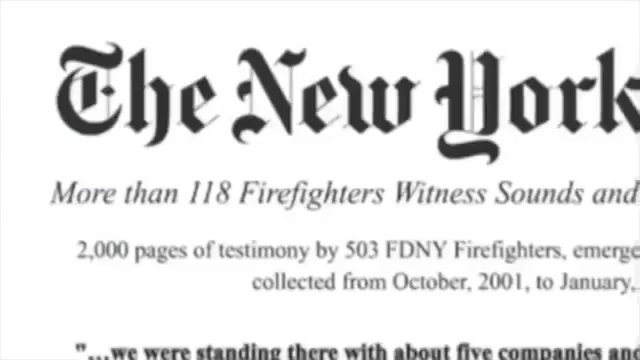 The New York
More than 118 Firefighters Witness Sounds and
2,000 pages of testimony by 503 FDNY Firefighters, emerge
collected from October, 2001, to January,
"...we were standing there with about five companies and